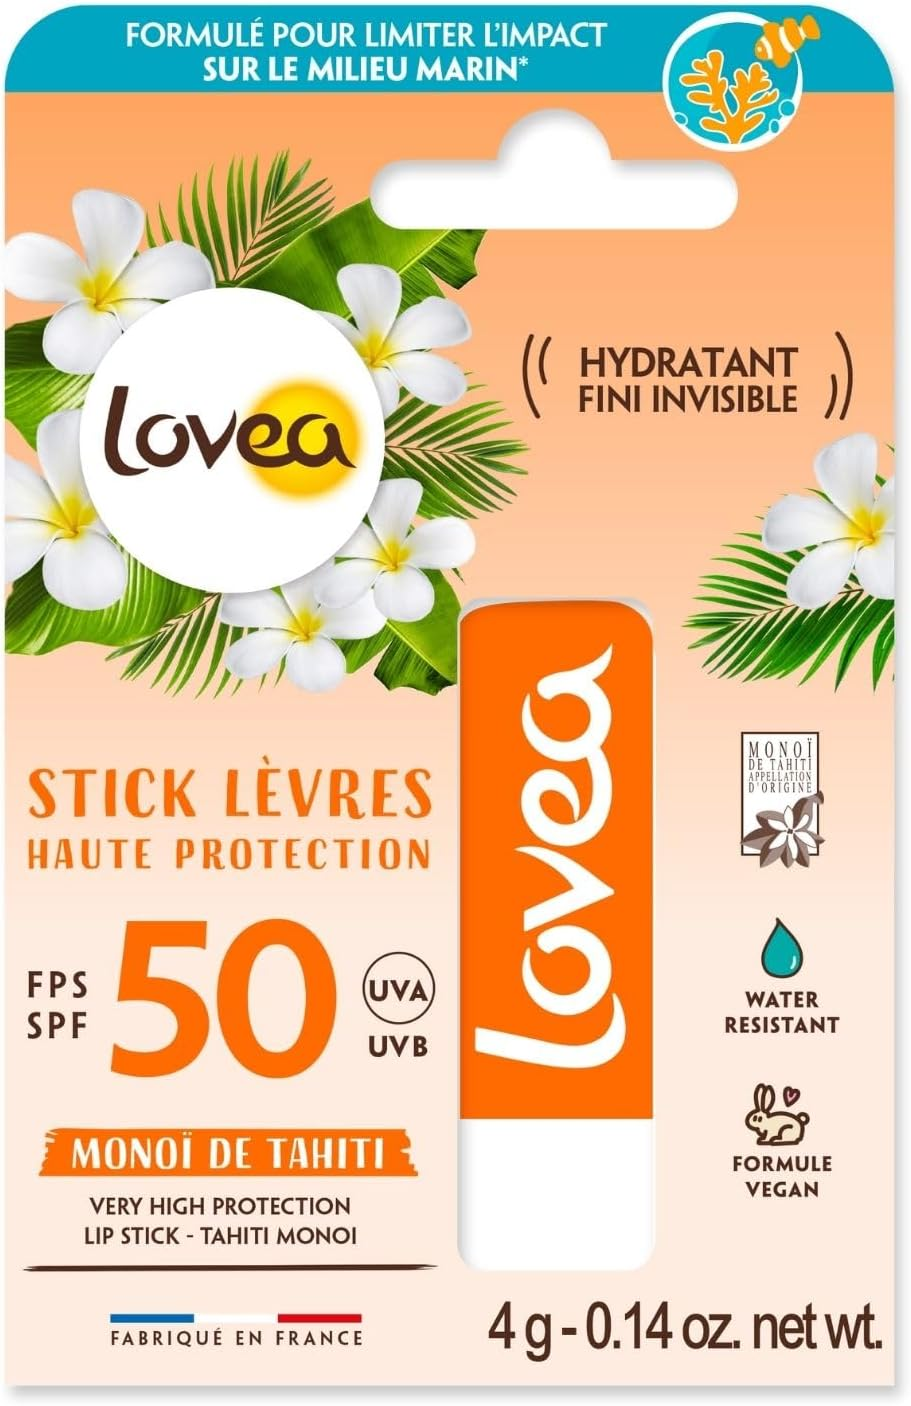 FORMULÉ POUR LIMITER L'IMPACT
SUR LE MILIEU MARIN*
HYDRATANT
FINI INVISIBLE
Lovea
STICK LÈVRES
HAUTE PROTECTION
FPS
SPF
50
UVA
UVB
MONOÏ DE TAHITI
VERY HIGH PROTECTION
LIP STICK - TAHITI MONOI
FABRIQUÉ EN FRANCE
Lovea
MONOÏ
DE TAHITI
APPELLATION
D'ORIGINE
WATER
RESISTANT
FORMULE
VEGAN
4 g - 0.14 oz. net wt.